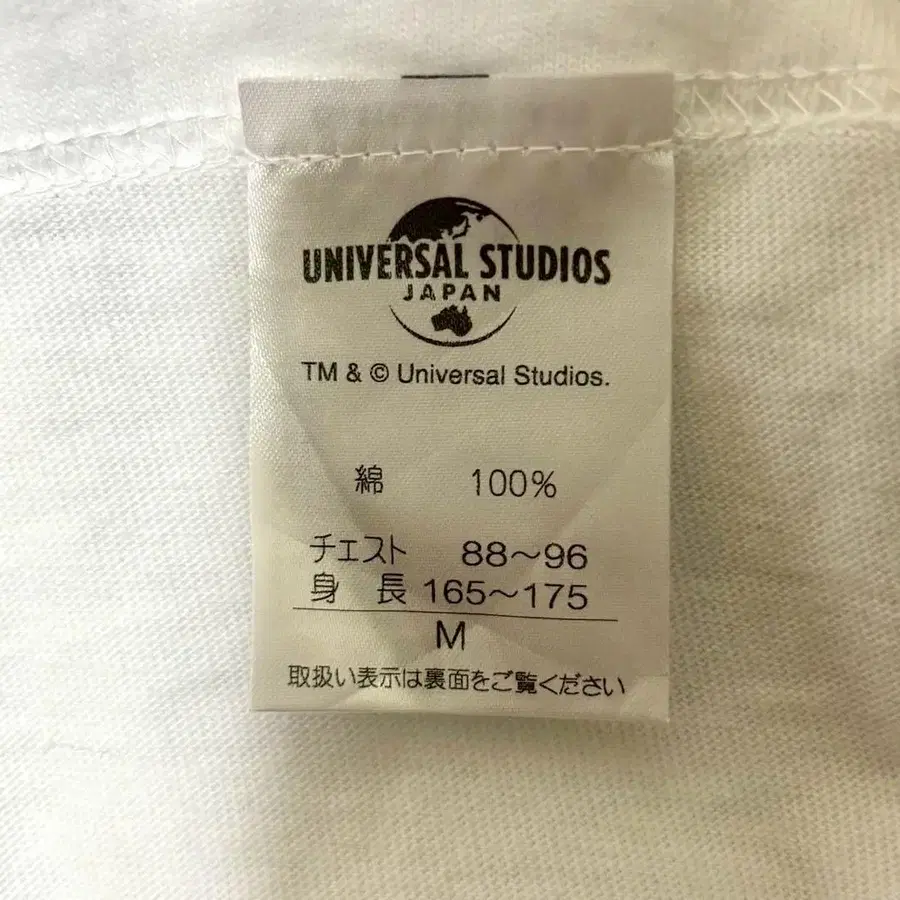 UNIVERSAL STUDIOS
JAPAN
TM & © Universal Studios.
綿 100%
チェスト 88～96
身 長 165～175
M
取扱い表示は裏面をご覧ください